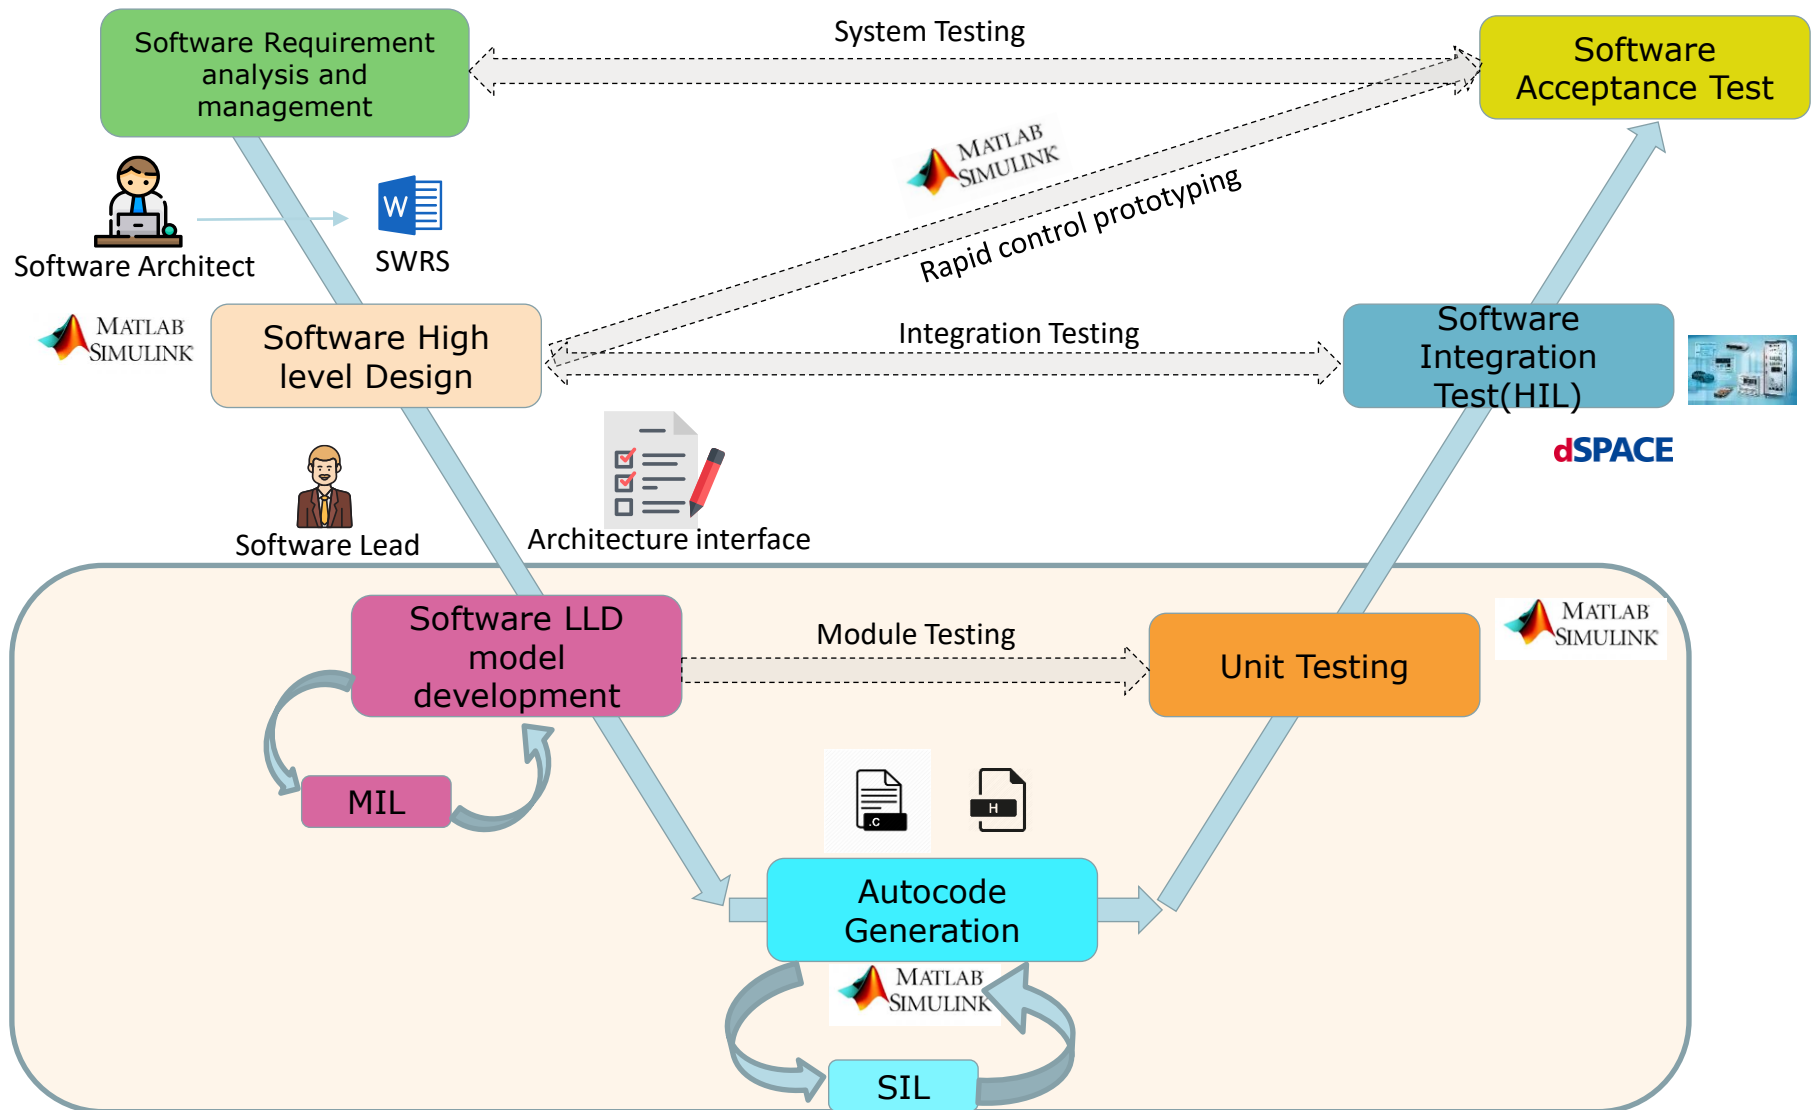 Software Requirement
analysis and
management
System Testing
Software
Acceptance Test
MATLAB
SIMULINK
Rapid control prototyping
W
Software Architect
SWRS
MATLAB
SIMULINK
Software High
level Design
Integration Testing
Software
Integration
Test(HIL)
dSPACE
Software Lead
Architecture interface
Software LLD
model
development
Module Testing
Unit Testing
MATLAB
SIMULINK
MIL
.C
H
Autocode
Generation
MATLAB
SIMULINK
SIL